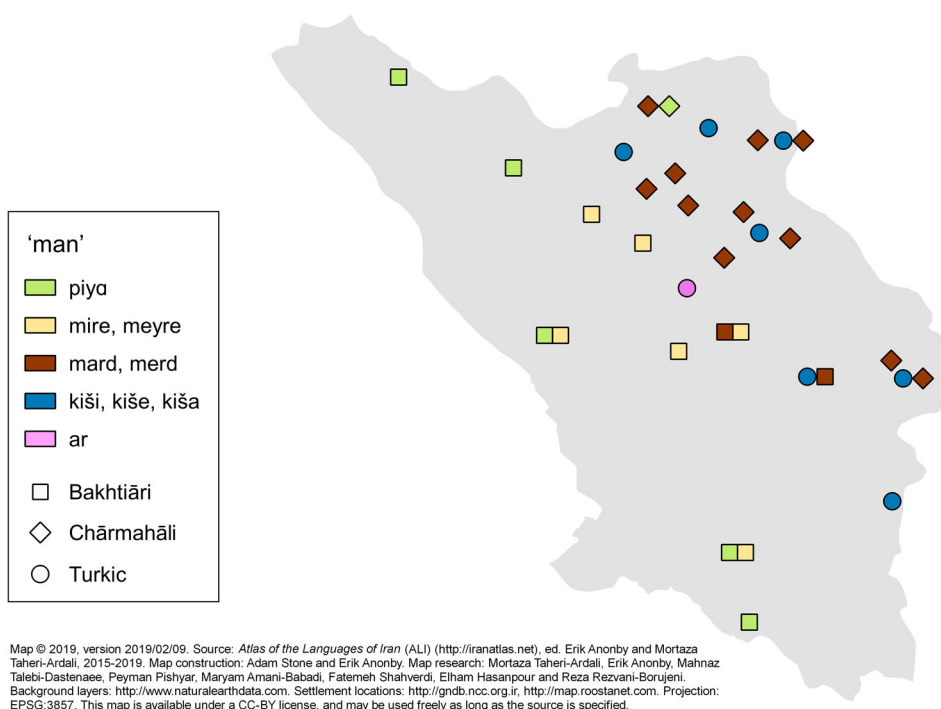 ‘man’
piyɑ
mire, meyre
mard, merd
kiši, kiše, kiša
ar
Bakhtiāri
Chārmahāli
Turkic
Map © 2019, version 2019/02/09. Source: Atlas of the Languages of Iran (ALI) (http://iranatlas.net), ed. Erik Anonby and Mortaza
Taheri-Ardali, 2015-2019. Map construction: Adam Stone and Erik Anonby. Map research: Mortaza Taheri-Ardali, Erik Anonby, Mahnaz
Talebi-Dastenaee, Peyman Pishyar, Maryam Amani-Babadi, Fatemeh Shahverdi, Elham Hasanpour and Reza Rezvani-Borujeni.
Background layers: http://www.naturalearthdata.com. Settlement locations: http://gndb.ncc.org.ir, http://map.roostanet.com. Projection:
EPSG:3857. This map is available under a CC-BY license, and may be used freely as long as the source is specified.